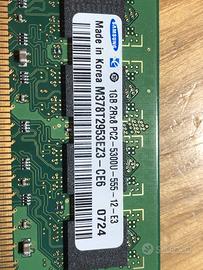 SAMSUNG
1GB 2Rx8 PC2-5300U-555-12-E3
Made in Korea
M378T2953EZ3-CE6
0724